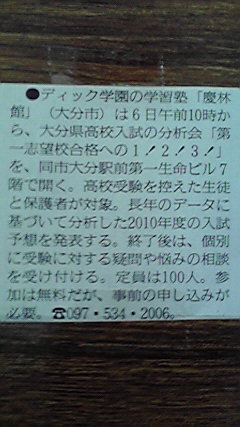 ●ディック学園の学習塾「慶林
館」（大分市）は６日午前10時か
ら、大分県高校入試の分析会「第
一志望校合格への１！２！３！」
を、同市大分駅前第一生命ビル７
階で開く。高校受験を控えた生徒
と保護者が対象。長年のデータに
基づいて分析した2010年度の入試
予想を発表する。終了後は、個別
に受験に対する疑問や悩みの相談
を受け付ける。定員は100人。参
加は無料だが、事前の申し込みが
必要。☎097・534・2006。